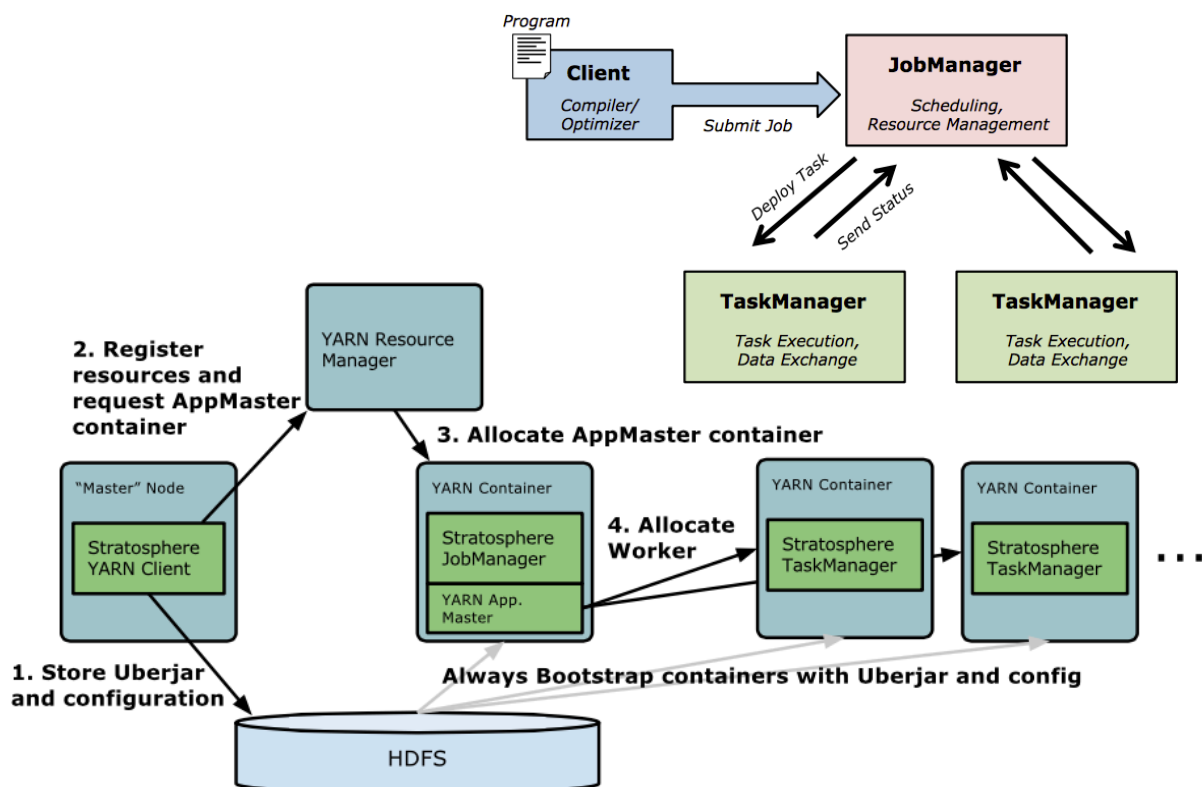 Program
Client
Compiler/
Optimizer
Submit Job
JobManager
Scheduling,
Resource Management
Deploy Task
Send Status
TaskManager
Task Execution,
Data Exchange
TaskManager
Task Execution,
Data Exchange
YARN Resource
Manager
2. Register
resources and
request AppMaster
container
3. Allocate AppMaster container
"Master" Node
Stratosphere
YARN Client
YARN Container
Stratosphere
JobManager
YARN App.
Master
4. Allocate
Worker
YARN Container
Stratosphere
TaskManager
YARN Container
Stratosphere
TaskManager
...
1. Store Uberjar
and configuration
Always Bootstrap containers with Uberjar and config
HDFS